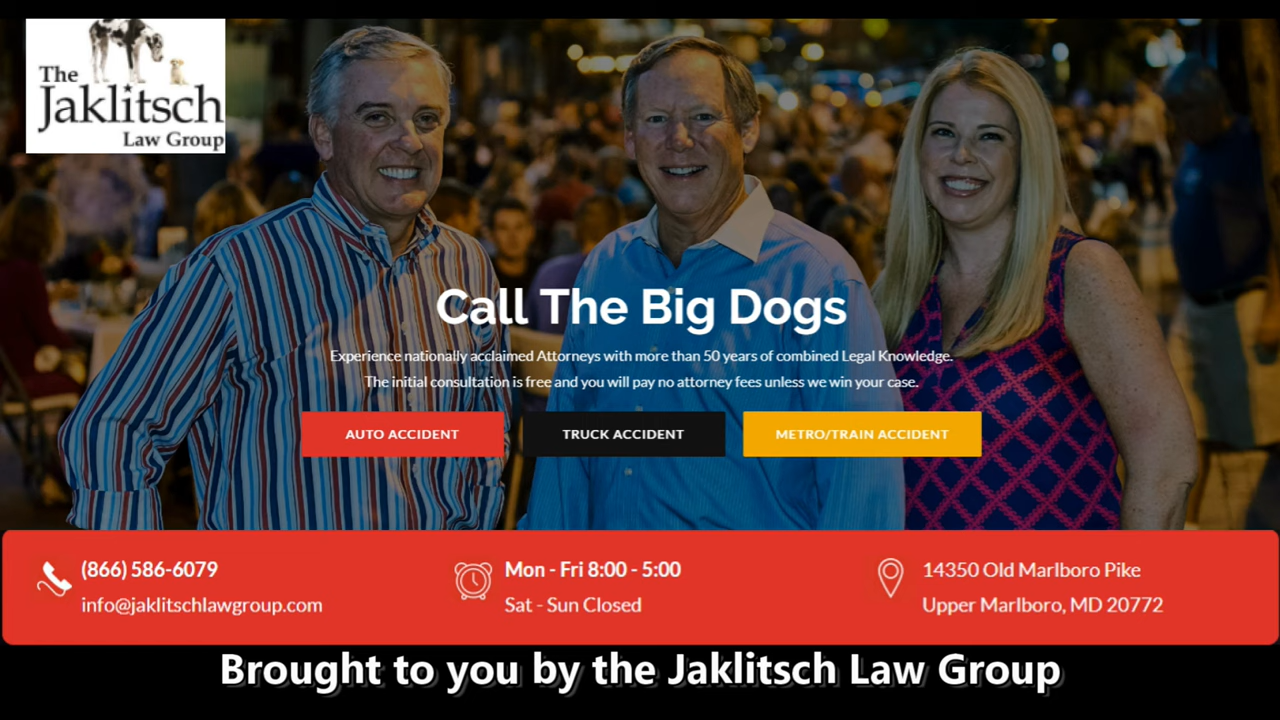 The
Jaklitsch
Law Group
Call The Big Dogs
Experience nationally acclaimed Attorneys with more than 50 years of combined Legal Knowledge.
The initial consultation is free and you will pay no attorney fees unless we win your case.
AUTO ACCIDENT
TRUCK ACCIDENT
METRO/TRAIN ACCIDENT
(866) 586-6079
info@jaklitschlawgroup.com
Mon - Fri 8:00 - 5:00
Sat - Sun Closed
14350 Old Marlboro Pike
Upper Marlboro, MD 20772
Brought to you by the Jaklitsch Law Group